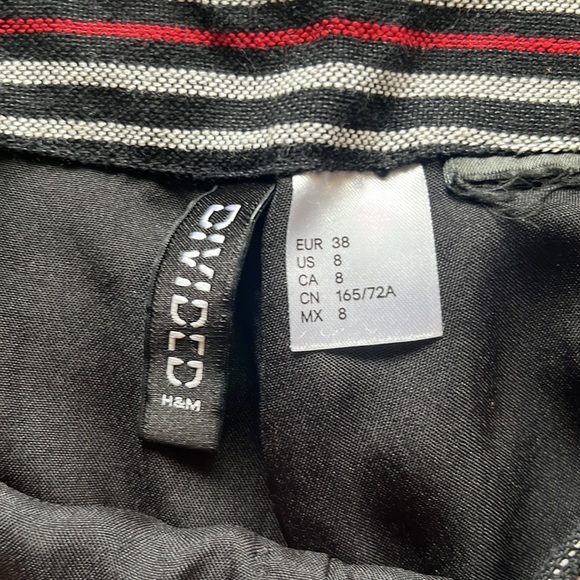 DIVIDED
H&M
EUR 38
US 8
CA 8
CN 165/72A
MX 8